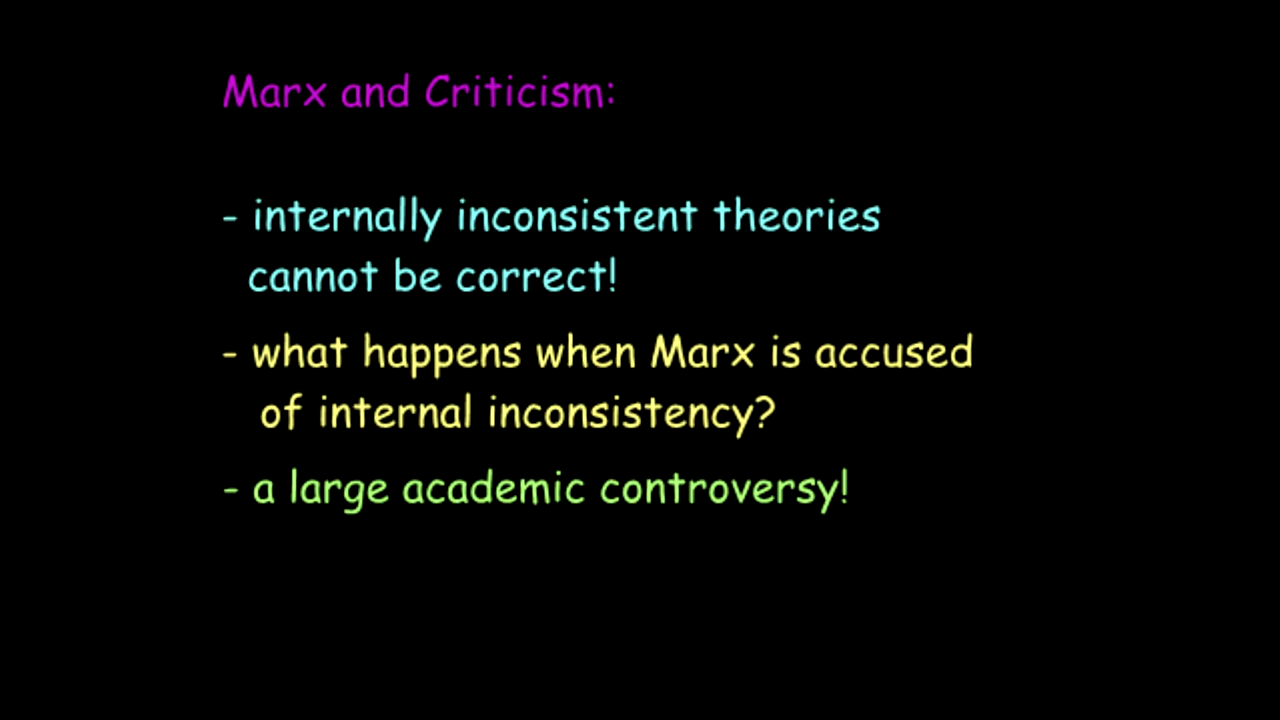 Marx and Criticism:
- internally inconsistent theories
cannot be correct!
- what happens when Marx is accused
of internal inconsistency?
- a large academic controversy!